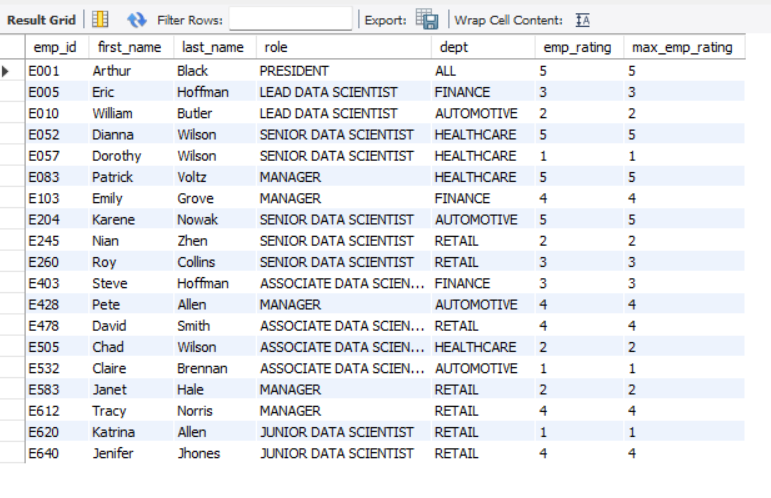 Result Grid Filter Rows: Export: Wrap Cell Content: IA
emp_id first_name last_name role dept emp_rating max_emp_rating
E001 Arthur Black PRESIDENT ALL 5 5
E005 Eric Hoffman LEAD DATA SCIENTIST FINANCE 3 3
E010 William Butler LEAD DATA SCIENTIST AUTOMOTIVE 2 2
E052 Dianna Wilson SENIOR DATA SCIENTIST HEALTHCARE 5 5
E057 Dorothy Wilson SENIOR DATA SCIENTIST HEALTHCARE 1 1
E083 Patrick Voltz MANAGER HEALTHCARE 5 5
E103 Emily Grove MANAGER FINANCE 4 4
E204 Karene Nowak SENIOR DATA SCIENTIST AUTOMOTIVE 5 5
E245 Nian Zhen SENIOR DATA SCIENTIST RETAIL 2 2
E260 Roy Collins SENIOR DATA SCIENTIST RETAIL 3 3
E403 Steve Hoffman ASSOCIATE DATA SCIEN... FINANCE 3 3
E428 Pete Allen MANAGER AUTOMOTIVE 4 4
E478 David Smith ASSOCIATE DATA SCIEN... RETAIL 4 4
E505 Chad Wilson ASSOCIATE DATA SCIEN... HEALTHCARE 2 2
E532 Claire Brennan ASSOCIATE DATA SCIEN... AUTOMOTIVE 1 1
E583 Janet Hale MANAGER RETAIL 2 2
E612 Tracy Norris MANAGER RETAIL 4 4
E620 Katrina Allen JUNIOR DATA SCIENTIST RETAIL 1 1
E640 Jenifer Jhones JUNIOR DATA SCIENTIST RETAIL 4 4